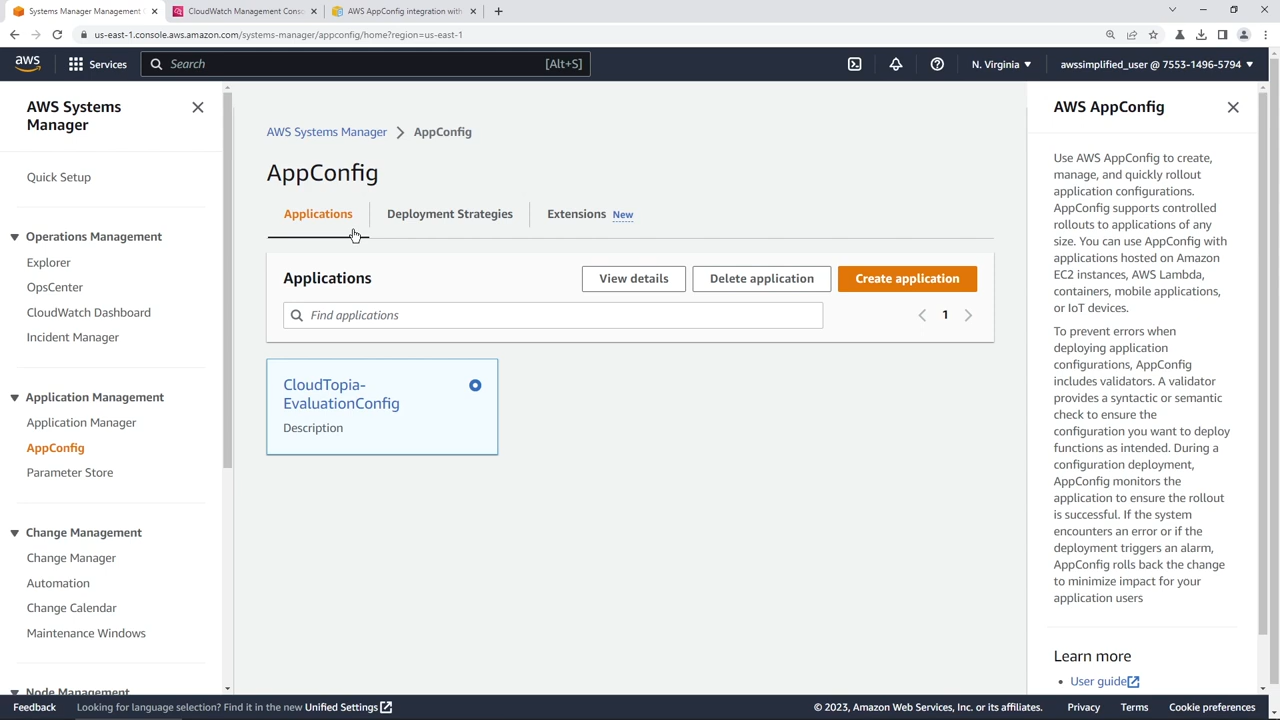 Systems Manager Management
CloudWatch Management Conso
AWS AppConfig integration with
us-east-1.console.aws.amazon.com/systems-manager/appconfig/home?region=us-east-1
aws
Services
Search
[Alt+S]
N. Virginia
awssimplified_user @ 7553-1496-5794
AWS Systems
Manager
Quick Setup
Operations Management
Explorer
OpsCenter
CloudWatch Dashboard
Incident Manager
Application Management
Application Manager
AppConfig
Parameter Store
Change Management
Change Manager
Automation
Change Calendar
Maintenance Windows
Node Management
AWS Systems Manager
AppConfig
AppConfig
Applications
Deployment Strategies
Extensions New
Applications
View details
Delete application
Create application
Find applications
1
CloudTopia-
EvaluationConfig
Description
AWS AppConfig
Use AWS AppConfig to create,
manage, and quickly rollout
application configurations.
AppConfig supports controlled
rollouts to applications of any
size. You can use AppConfig with
applications hosted on Amazon
EC2 instances, AWS Lambda,
containers, mobile applications,
or IoT devices.
To prevent errors when
deploying application
configurations, AppConfig
includes validators. A validator
provides a syntactic or semantic
check to ensure the
configuration you want to deploy
functions as intended. During a
configuration deployment,
AppConfig monitors the
application to ensure the rollout
is successful. If the system
encounters an error or if the
deployment triggers an alarm,
AppConfig rolls back the change
to minimize impact for your
application users
Learn more
User guide
Feedback
Looking for language selection? Find it in the new Unified Settings
© 2023, Amazon Web Services, Inc. or its affiliates.
Privacy
Terms
Cookie preferences